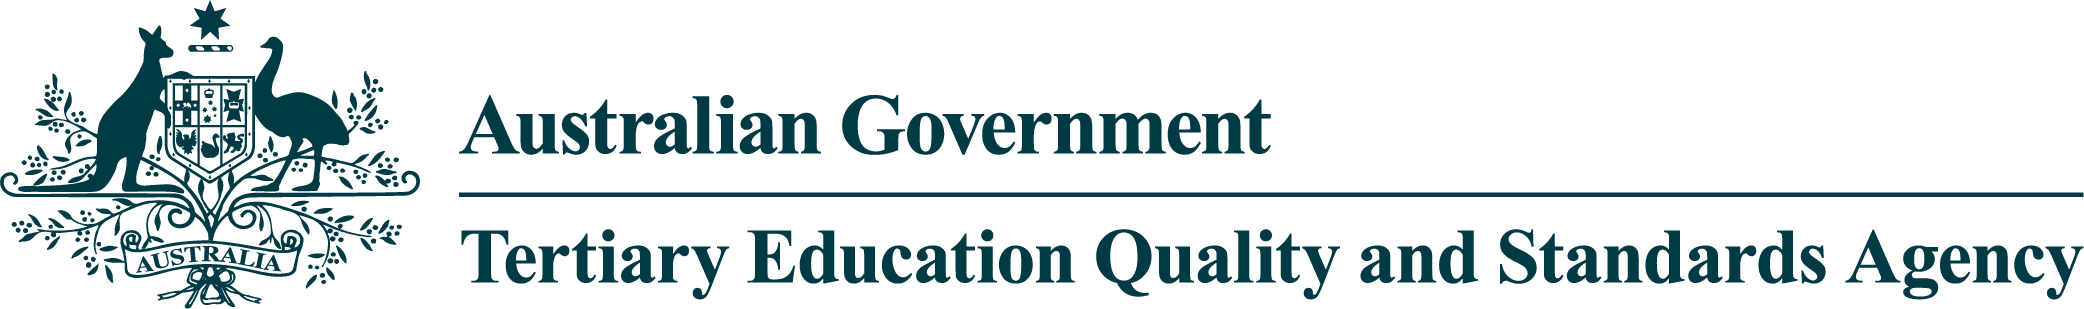 AUSTRALIA
Australian Government
Tertiary Education Quality and Standards Agency